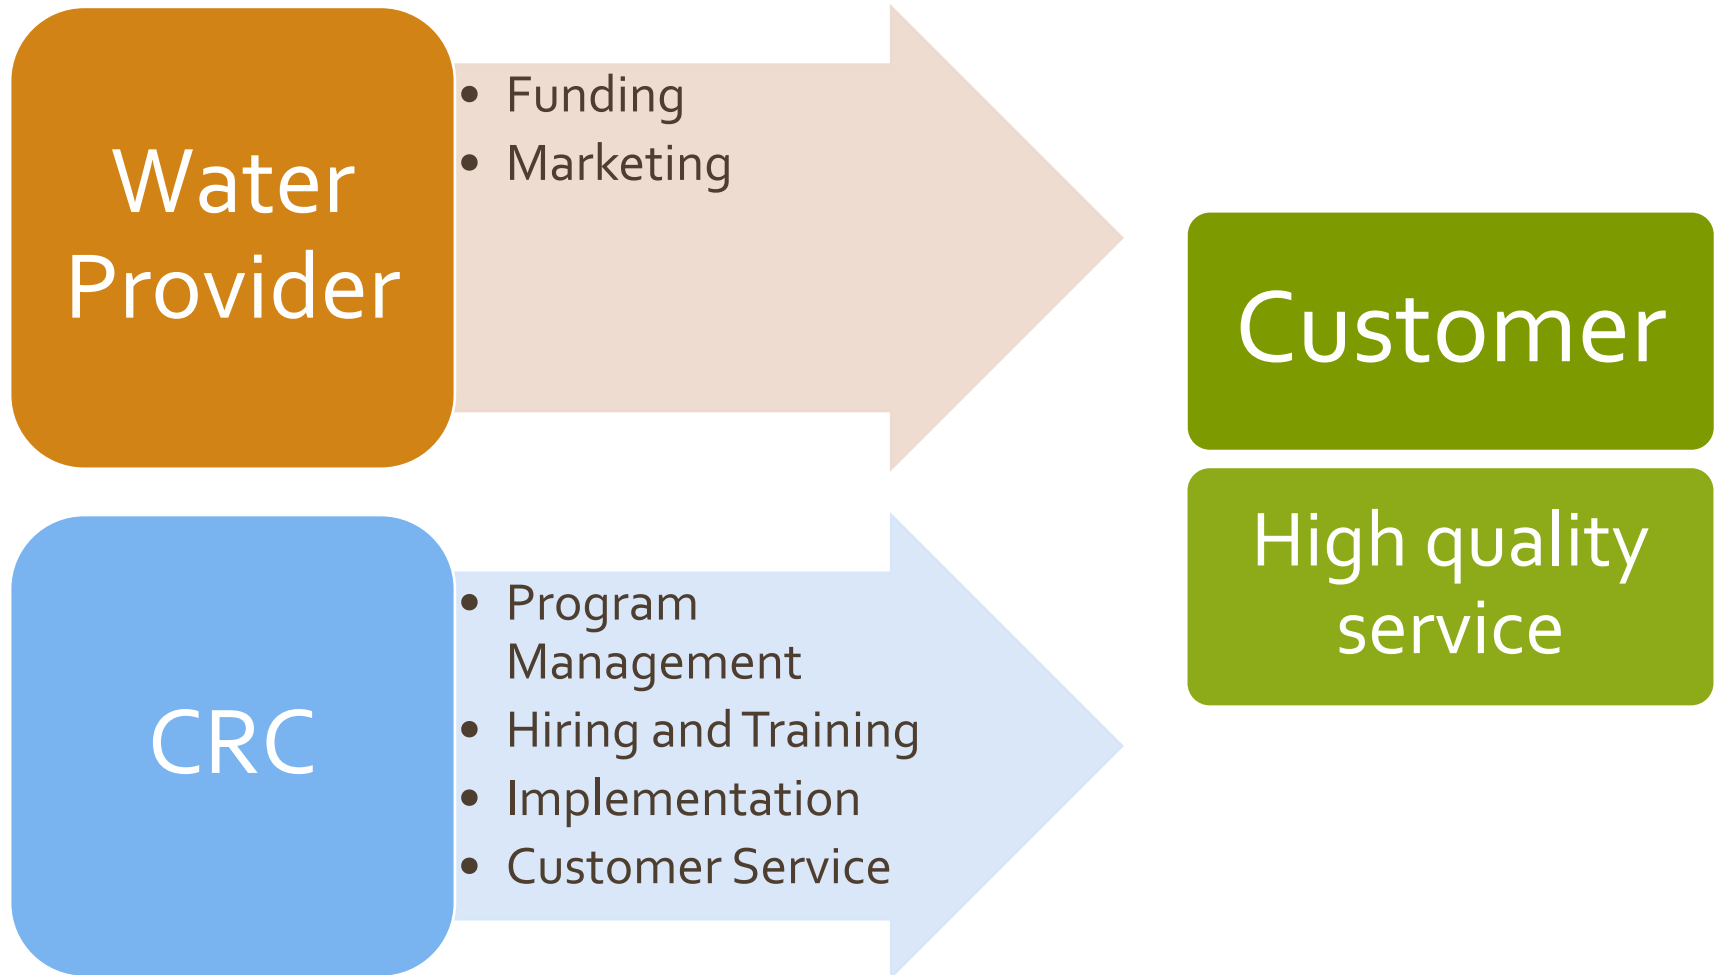 Water
Provider
• Funding
• Marketing
CRC
• Program
Management
• Hiring and Training
• Implementation
• Customer Service
Customer
High quality
service